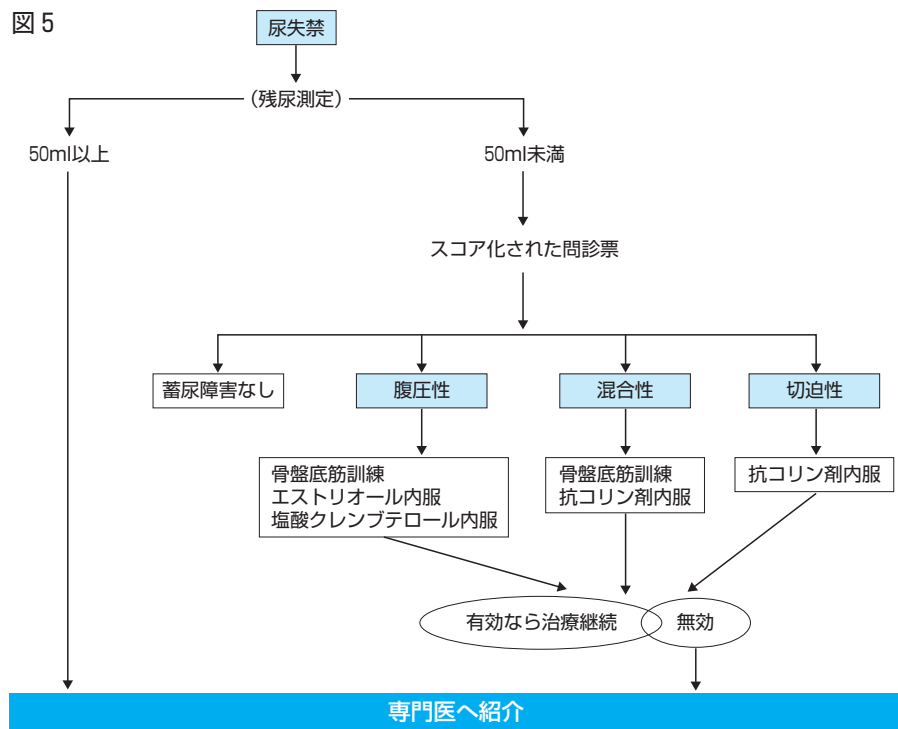 図5
尿失禁
(残尿測定)
50ml以上
50ml未満
スコア化された問診票
蓄尿障害なし
腹圧性
混合性
切迫性
骨盤底筋訓練
エストリオール内服
塩酸クレンブテロール内服
骨盤底筋訓練
抗コリン剤内服
抗コリン剤内服
有効なら治療継続
無効
専門医へ紹介